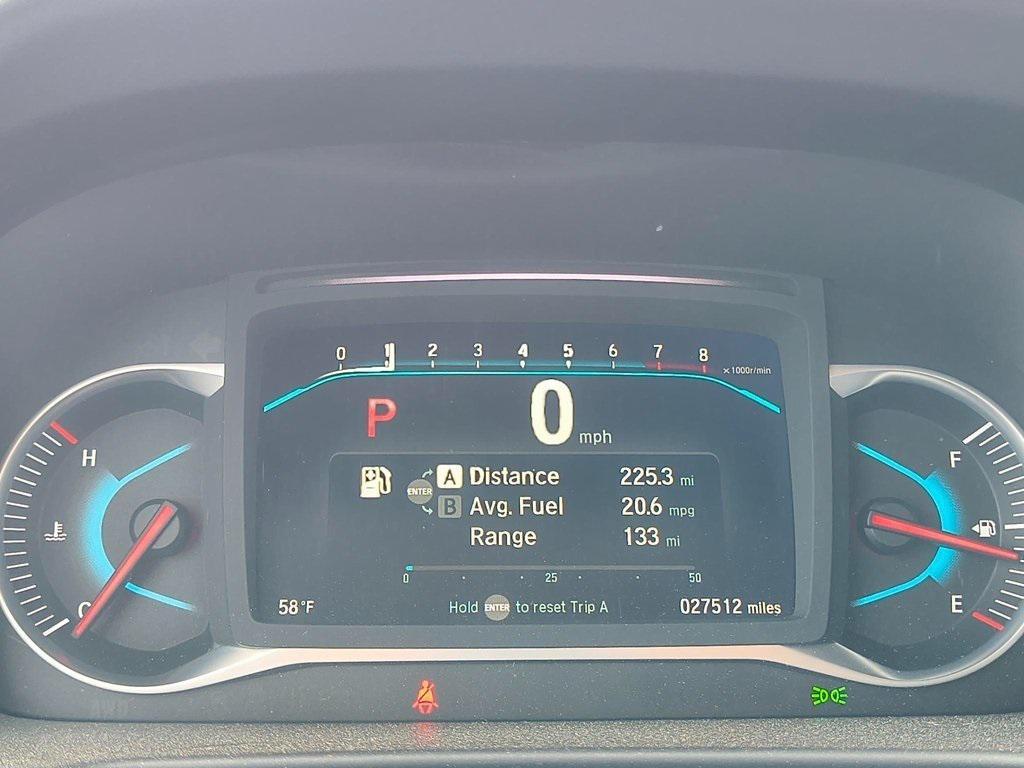 0 1 2 3 4 5 6 7 8
x1000r/min
P 0 mph
H
F
A Distance 225.3 mi
ENTER
B Avg. Fuel 20.6 mpg
Range 133 mi
0 25 50
C
E
58°F
Hold ENTER to reset Trip A
027512 miles